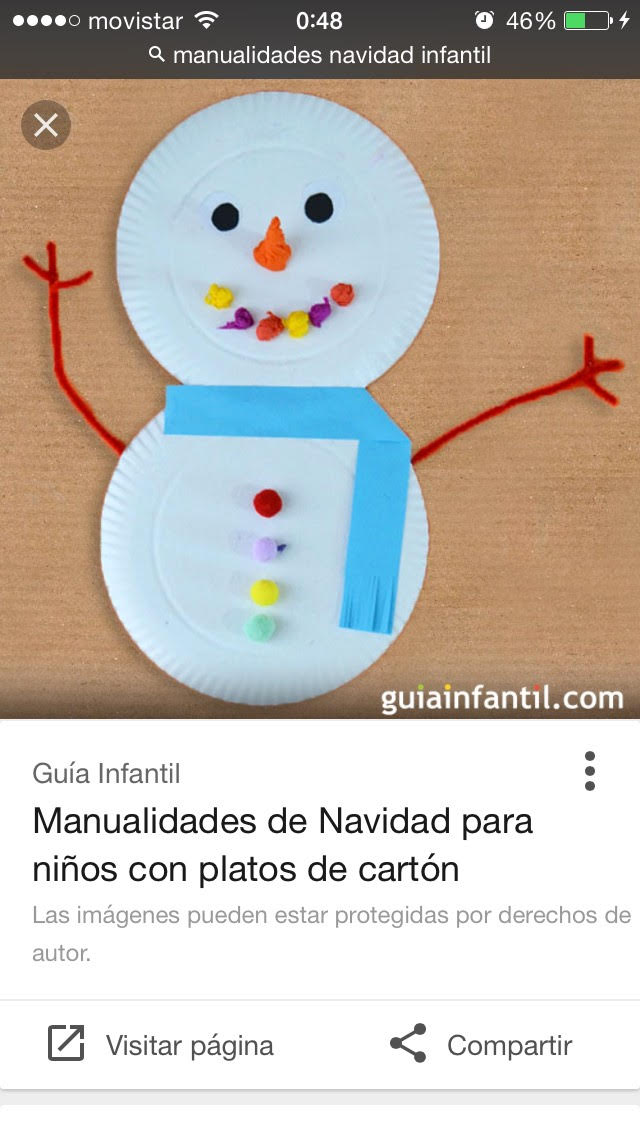 movistar 0:48 46%
manualidades navidad infantil
guiainfantil.com
Guía Infantil
Manualidades de Navidad para
niños con platos de cartón
Las imágenes pueden estar protegidas por derechos de
autor.
Visitar página Compartir